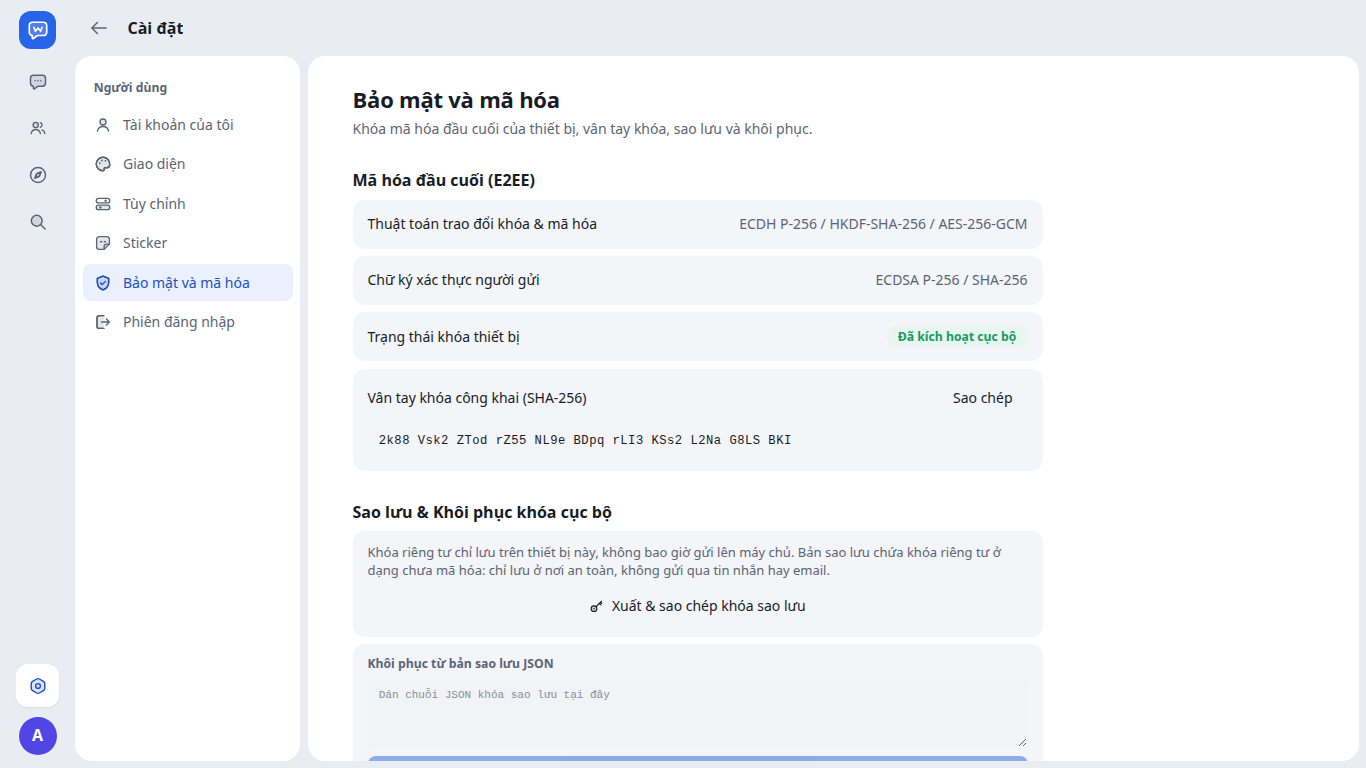 Cài đặt
Người dùng
Tài khoản của tôi
Giao diện
Tùy chỉnh
Sticker
Bảo mật và mã hóa
Phiên đăng nhập
A
Bảo mật và mã hóa
Khóa mã hóa đầu cuối của thiết bị, vân tay khóa, sao lưu và khôi phục.
Mã hóa đầu cuối (E2EE)
Thuật toán trao đổi khóa & mã hóa
ECDH P-256 / HKDF-SHA-256 / AES-256-GCM
Chữ ký xác thực người gửi
ECDSA P-256 / SHA-256
Trạng thái khóa thiết bị
Đã kích hoạt cục bộ
Vân tay khóa công khai (SHA-256)
Sao chép
2k88 Vsk2 ZTod rZ55 NL9e BDpq rLI3 KSs2 L2Na G8LS BKI
Sao lưu & Khôi phục khóa cục bộ
Khóa riêng tư chỉ lưu trên thiết bị này, không bao giờ gửi lên máy chủ. Bản sao lưu chứa khóa riêng tư ở
dạng chưa mã hóa: chỉ lưu ở nơi an toàn, không gửi qua tin nhắn hay email.
Xuất & sao chép khóa sao lưu
Khôi phục từ bản sao lưu JSON
Dán chuỗi JSON khóa sao lưu tại đây